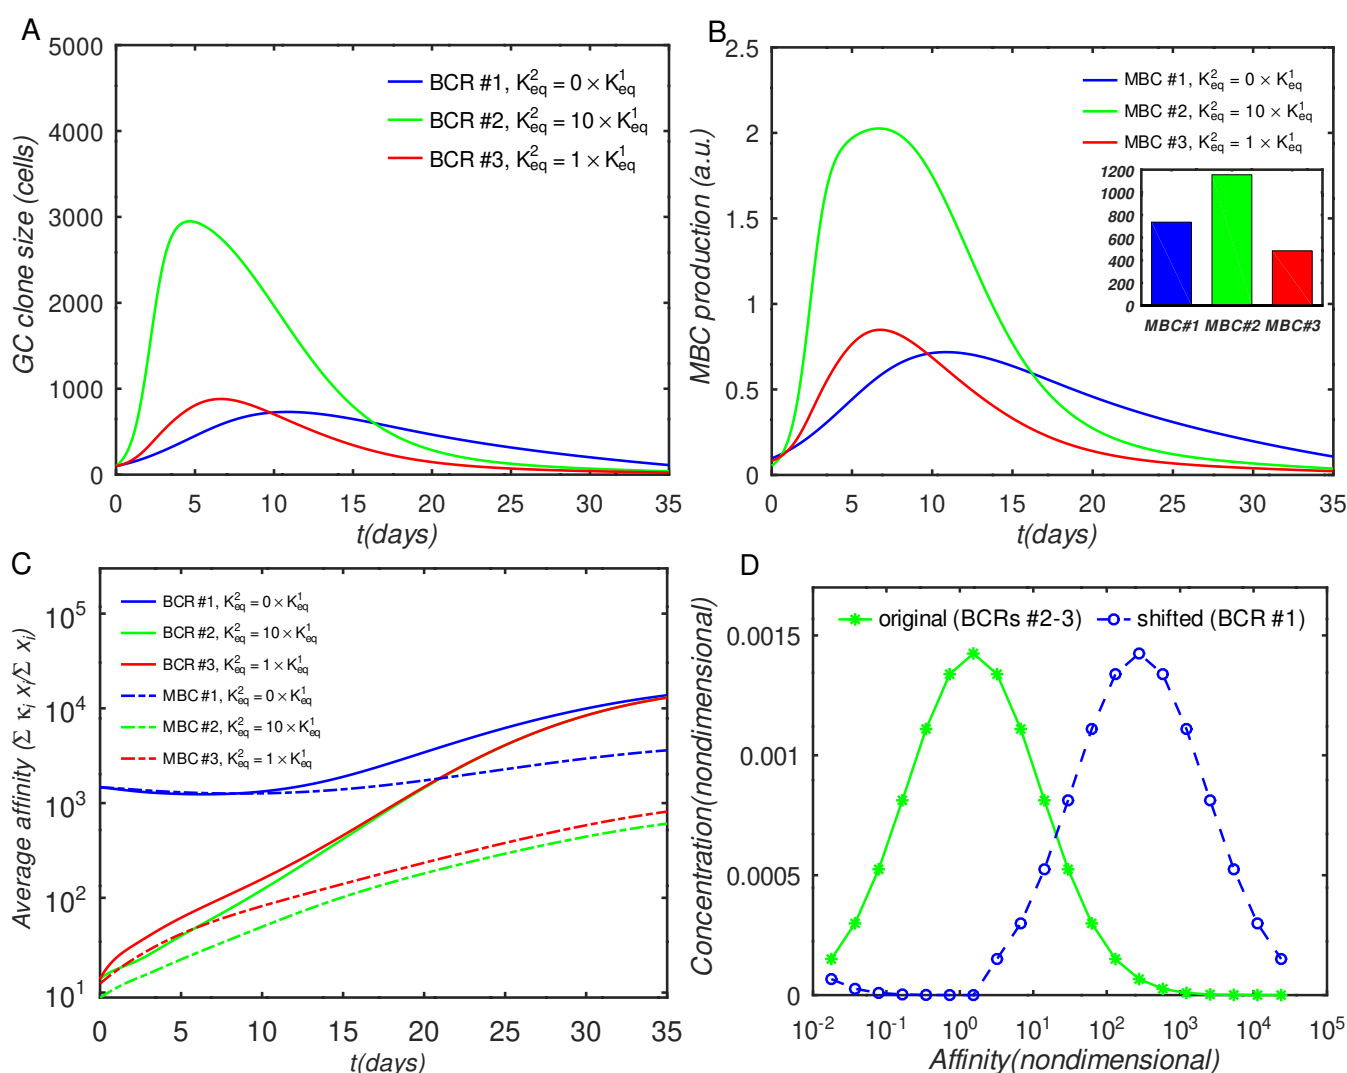 A
5000
4000
3000
2000
1000
0
0 5 10 15 20 25 30 35
GC clone size (cells)
t(days)
BCR #1, K²eq = 0 × K¹eq
BCR #2, K²eq = 10 × K¹eq
BCR #3, K²eq = 1 × K¹eq
B
2.5
2
1.5
1
0.5
0
0 5 10 15 20 25 30 35
MBC production (a.u.)
t(days)
MBC #1, K²eq = 0 × K¹eq
MBC #2, K²eq = 10 × K¹eq
MBC #3, K²eq = 1 × K¹eq
1200
1000
800
600
400
200
0
MBC#1 MBC#2 MBC#3
C
10⁵
10⁴
10³
10²
10¹
0 5 10 15 20 25 30 35
Average affinity (Σ κᵢ xᵢ/Σ xᵢ)
t(days)
BCR #1, K²eq = 0 × K¹eq
BCR #2, K²eq = 10 × K¹eq
BCR #3, K²eq = 1 × K¹eq
MBC #1, K²eq = 0 × K¹eq
MBC #2, K²eq = 10 × K¹eq
MBC #3, K²eq = 1 × K¹eq
D
original (BCRs #2-3) shifted (BCR #1)
0.0015
0.001
0.0005
0
10⁻² 10⁻¹ 10⁰ 10¹ 10² 10³ 10⁴ 10⁵
Concentration(nondimensional)
Affinity(nondimensional)